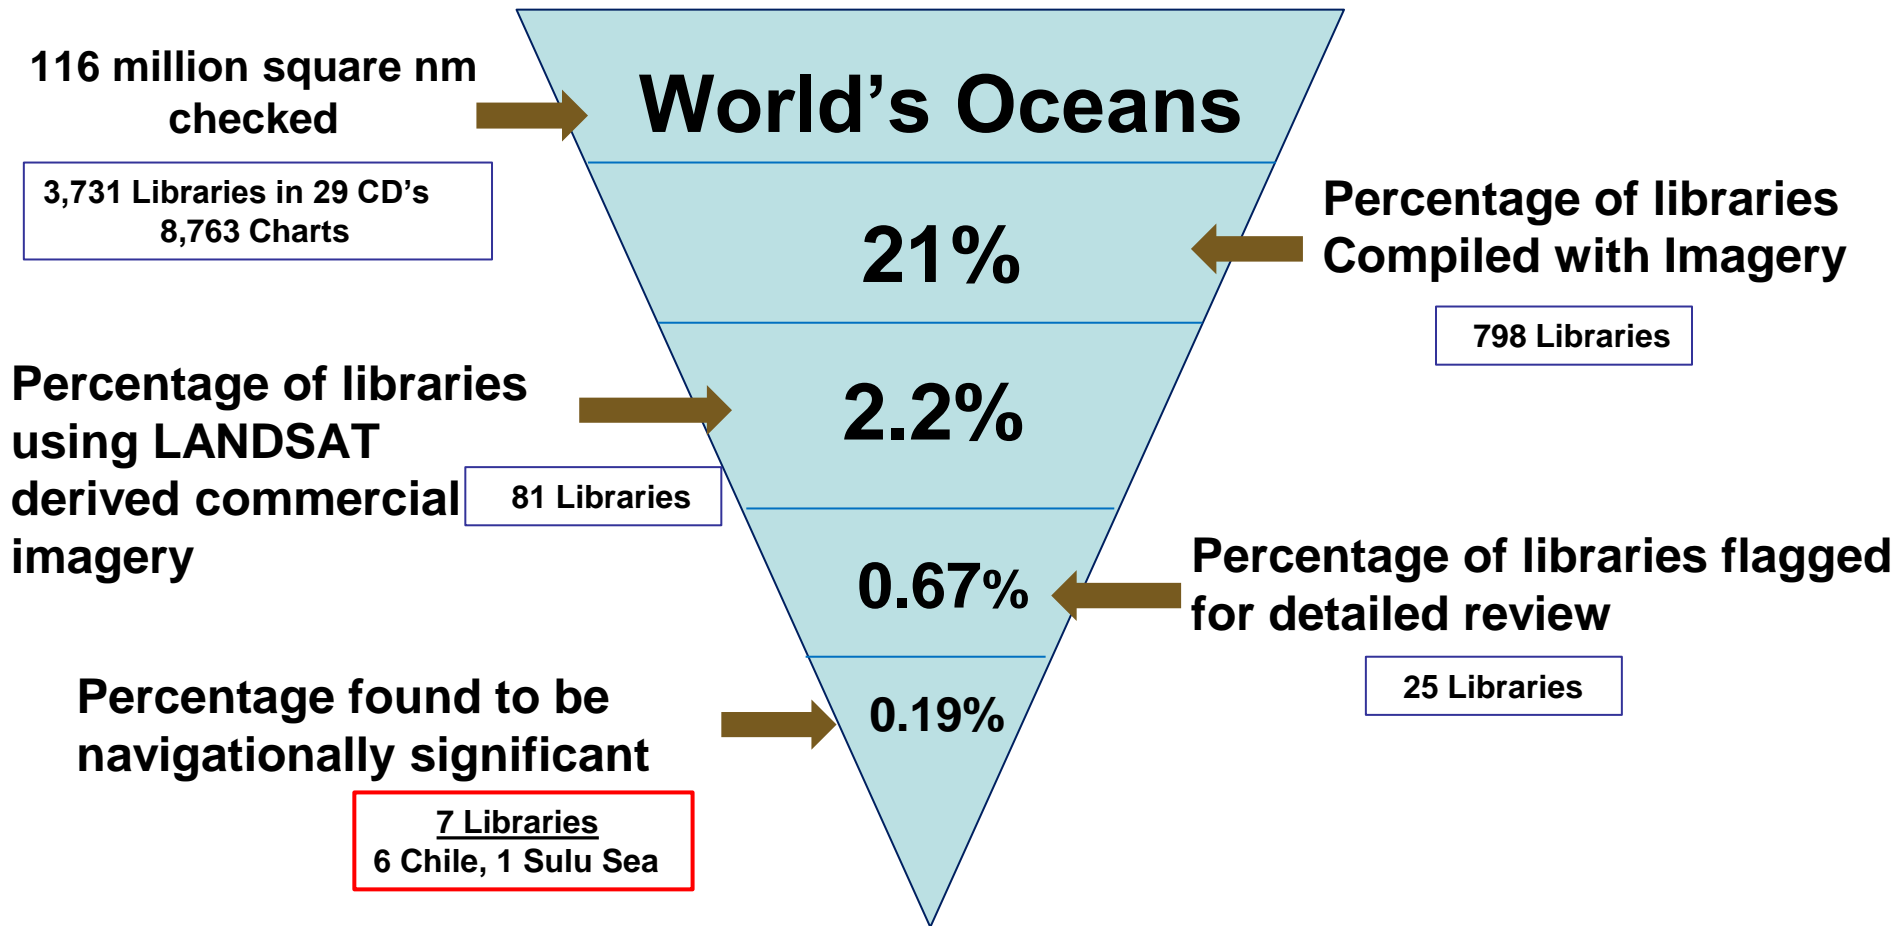 116 million square nm
checked
World's Oceans
3,731 Libraries in 29 CD's
8,763 Charts
Percentage of libraries
Compiled with Imagery
21%
798 Libraries
Percentage of libraries
using LANDSAT
derived commercial
imagery
2.2%
81 Libraries
Percentage of libraries flagged
for detailed review
0.67%
25 Libraries
Percentage found to be
navigationally significant
0.19%
7 Libraries
6 Chile, 1 Sulu Sea